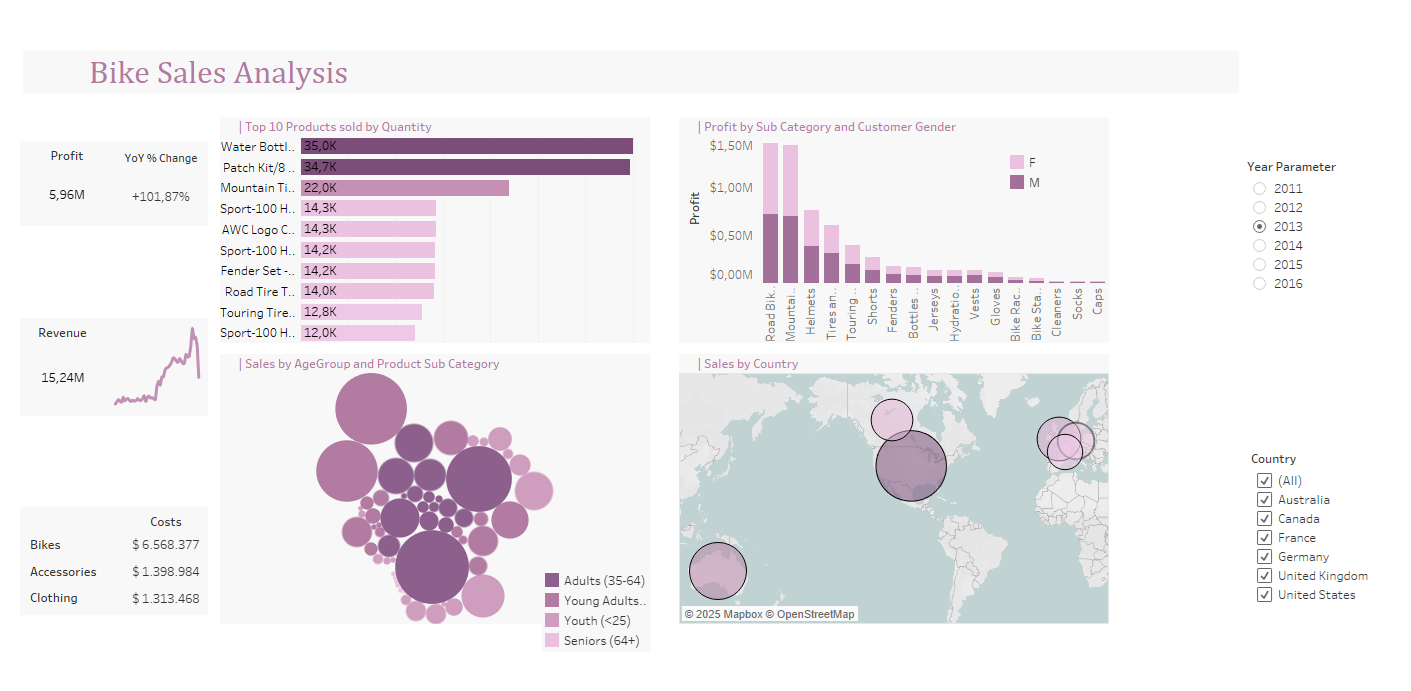 Bike Sales Analysis
Profit
YoY % Change
5,96M
+101,87%
Revenue
15,24M
Costs
Bikes $ 6.568.377
Accessories $ 1.398.984
Clothing $ 1.313.468
| Top 10 Products sold by Quantity
Water Bottl.. 35,0K
Patch Kit/8 .. 34,7K
Mountain Ti.. 22,0K
Sport-100 H.. 14,3K
AWC Logo C.. 14,3K
Sport-100 H.. 14,2K
Fender Set -.. 14,2K
Road Tire T.. 14,0K
Touring Tire.. 12,8K
Sport-100 H.. 12,0K
| Profit by Sub Category and Customer Gender
Profit
$1,50M
$1,00M
$0,50M
$0,00M
F
M
Road Bik..
Mountai..
Helmets
Tires an..
Touring ..
Shorts
Fenders
Bottles ..
Jerseys
Hydratio..
Vests
Gloves
Bike Rac..
Bike Sta..
Cleaners
Socks
Caps
| Sales by AgeGroup and Product Sub Category
Adults (35-64)
Young Adults..
Youth (<25)
Seniors (64+)
| Sales by Country
© 2025 Mapbox © OpenStreetMap
Year Parameter
2011
2012
2013
2014
2015
2016
Country
(All)
Australia
Canada
France
Germany
United Kingdom
United States